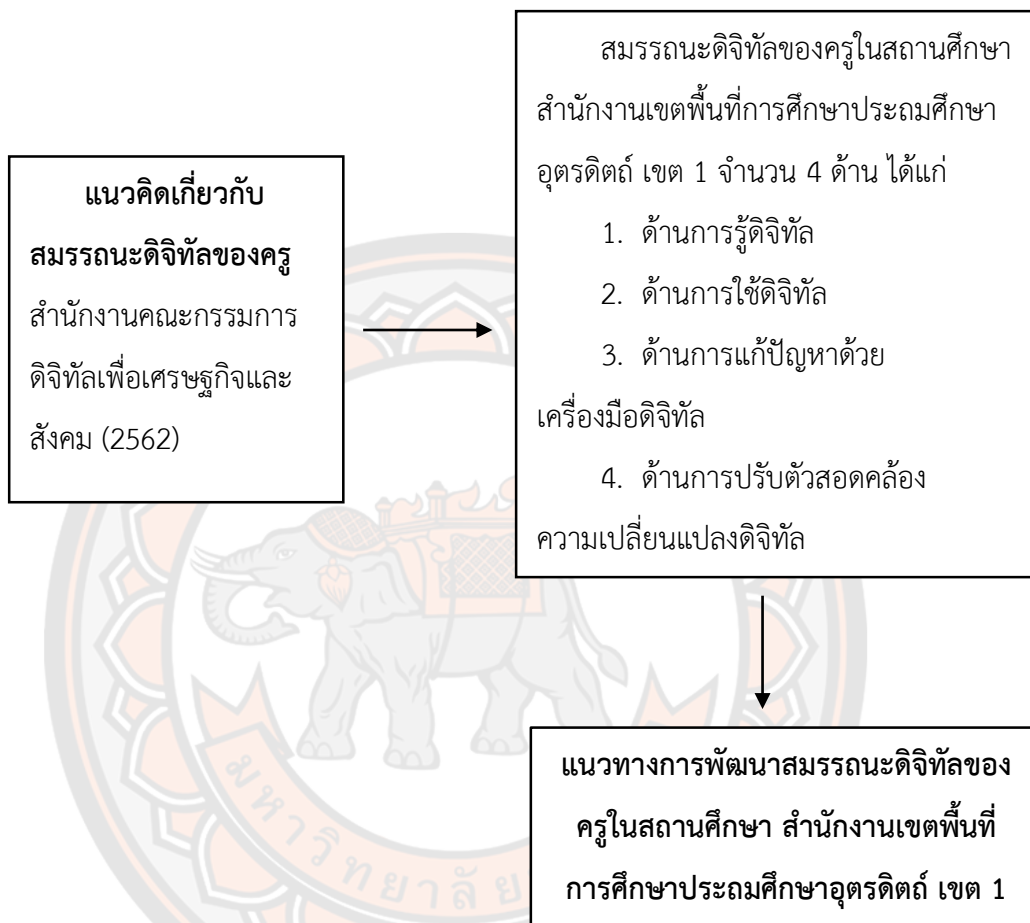 แนวคิดเกี่ยวกับ
สมรรถนะดิจิทัลของครู
สำนักงานคณะกรรมการ
ดิจิทัลเพื่อเศรษฐกิจและ
สังคม (2562)
สมรรถนะดิจิทัลของครูในสถานศึกษา
สำนักงานเขตพื้นที่การศึกษาประถมศึกษา
อุตรดิตถ์ เขต 1 จำนวน 4 ด้าน ได้แก่
1. ด้านการรู้ดิจิทัล
2. ด้านการใช้ดิจิทัล
3. ด้านการแก้ปัญหาด้วย
เครื่องมือดิจิทัล
4. ด้านการปรับตัวสอดคล้อง
ความเปลี่ยนแปลงดิจิทัล
แนวทางการพัฒนาสมรรถนะดิจิทัลของ
ครูในสถานศึกษา สำนักงานเขตพื้นที่
การศึกษาประถมศึกษาอุตรดิตถ์ เขต 1
มหาวิทยาลัย